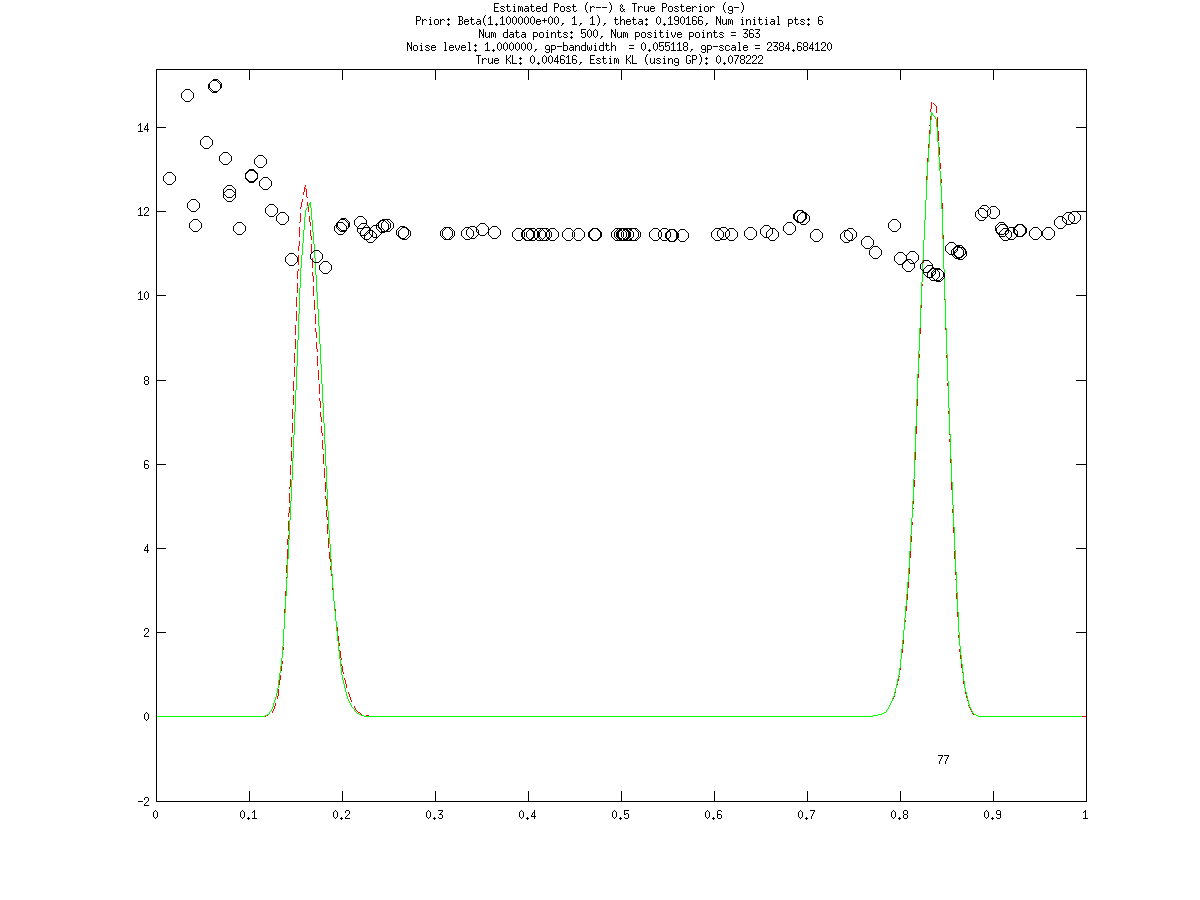 Estimated Post (r--) & True Posterior (g-)
Prior: Beta(1.100000e+00, 1, 1), theta: 0.190166, Num initial pts: 6
Num data points: 500, Num positive points = 363
Noise level: 1.000000, gp-bandwidth  = 0.055118, gp-scale = 2384.684120
True KL: 0.004616, Estim KL (using GP): 0.078222
14
12
10
8
6
4
2
0
77
-2
0 0.1 0.2 0.3 0.4 0.5 0.6 0.7 0.8 0.9 1